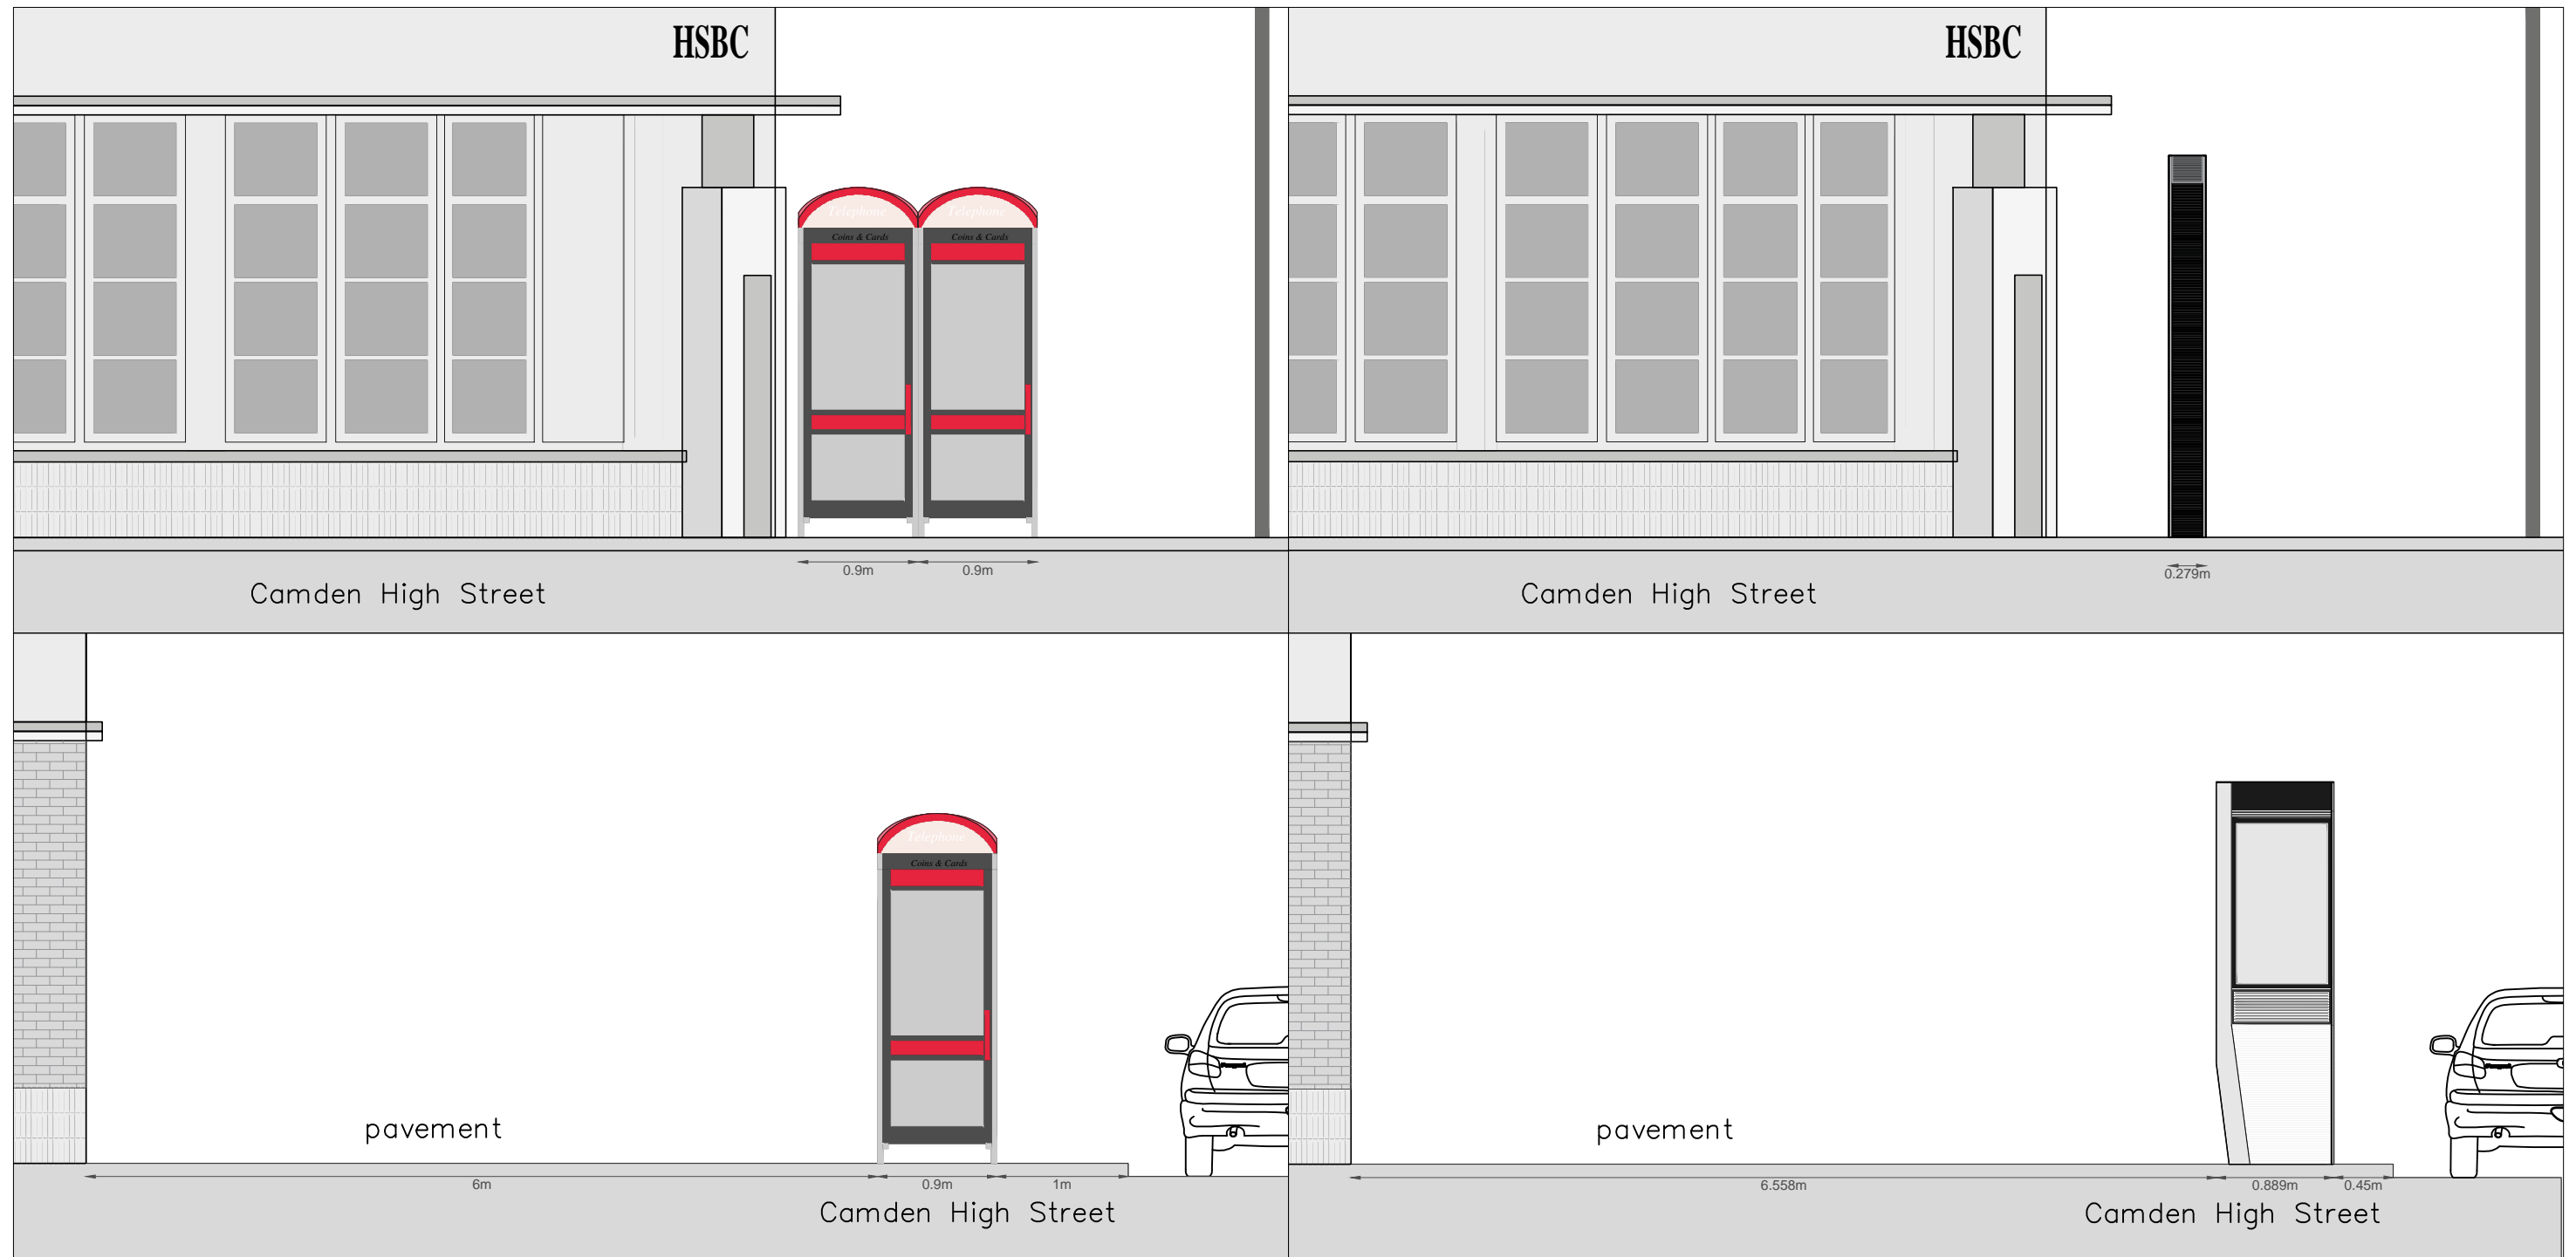 HSBC
Telephone
Telephone
Coins & Cards
Coins & Cards
0.9m
0.9m
Camden High Street
HSBC
0.279m
Camden High Street
Telephone
Coins & Cards
pavement
6m
0.9m
1m
Camden High Street
pavement
6.558m
0.889m
0.45m
Camden High Street